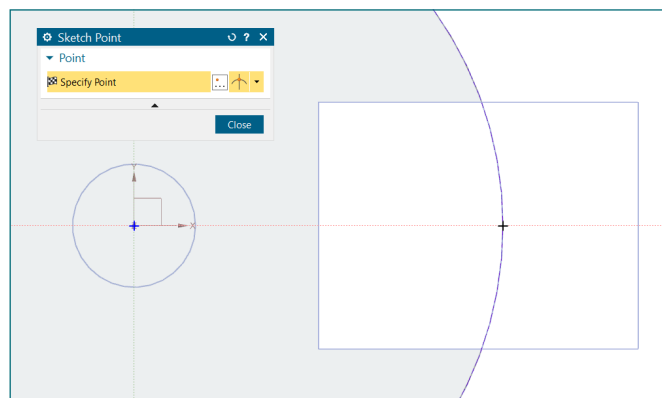 Sketch Point
Point
Specify Point
Close
Y
X